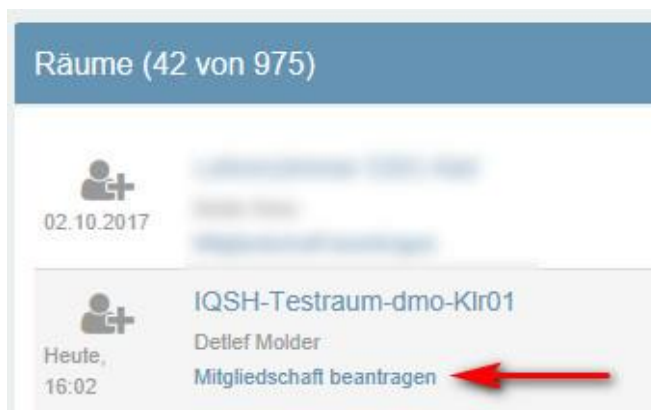 Räume (42 von 975)
02.10.2017
IQSH-Testraum-dmo-Klr01
Heute,
16:02
Detlef Molder
Mitgliedschaft beantragen